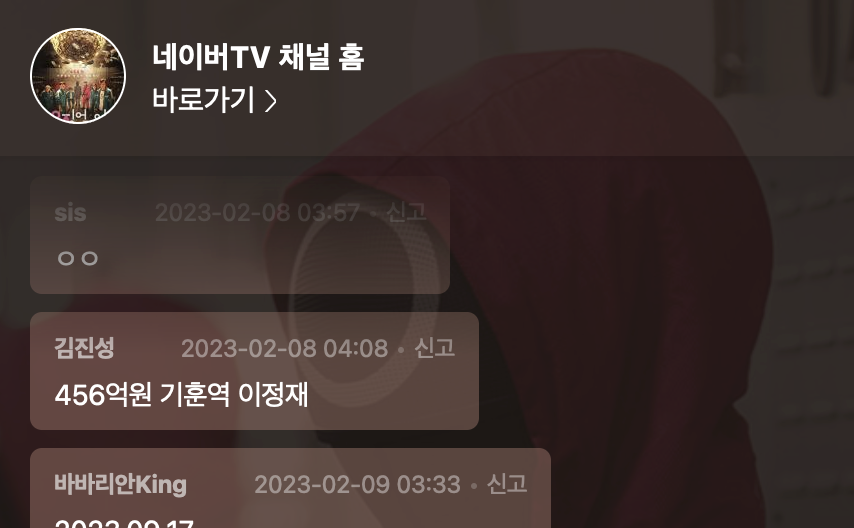 네이버TV 채널 홈
바로가기 >
sis 2023-02-08 03:57 • 신고
ㅇㅇ
김진성 2023-02-08 04:08 • 신고
456억원 기훈역 이정재
바바리안King 2023-02-09 03:33 • 신고
2023.09.17